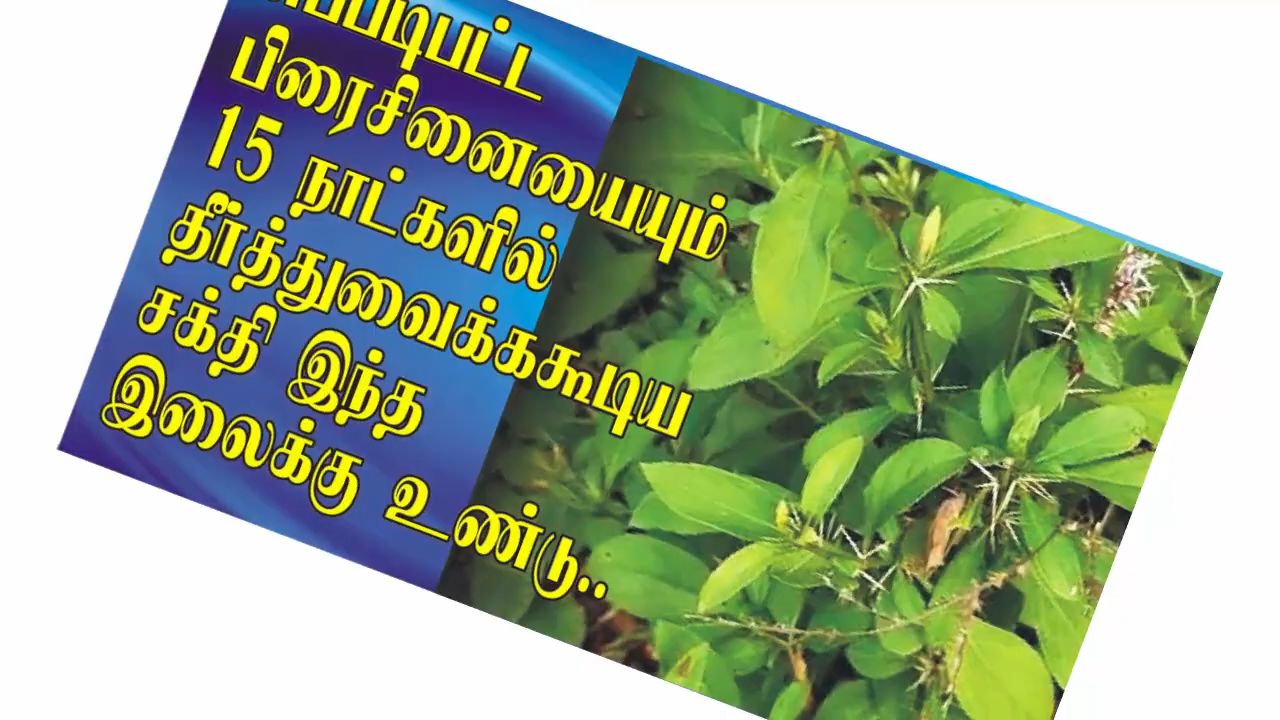 பிரைசினையையும்
15 நாட்களில்
தீர்த்துவைக்ககூடிய
சக்தி இந்த
இலைக்கு உண்டு..